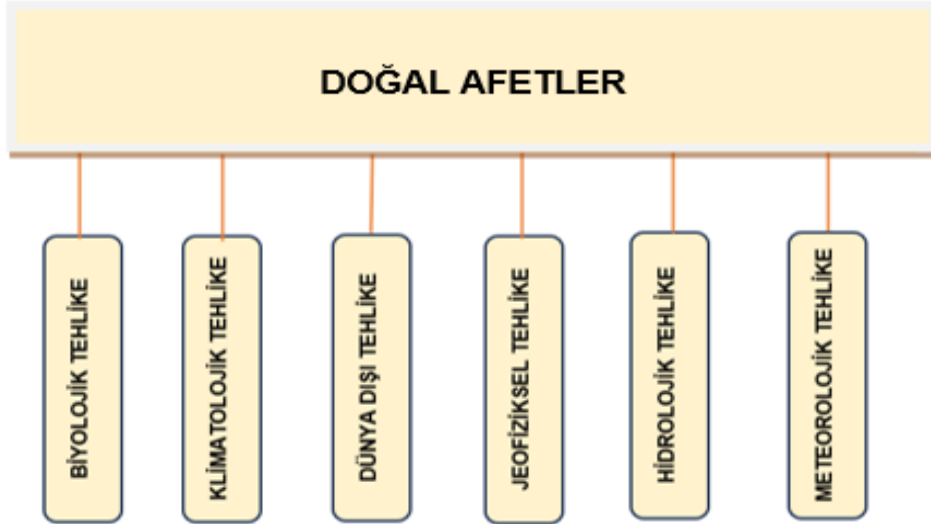 DOĞAL AFETLER
BİYOLOJİK TEHLİKE
KLİMATOLOJİK TEHLİKE
DÜNYA DIŞI TEHLİKE
JEOFİZİKSEL TEHLİKE
HİDROLOJİK TEHLİKE
METEOROLOJİK TEHLİKE